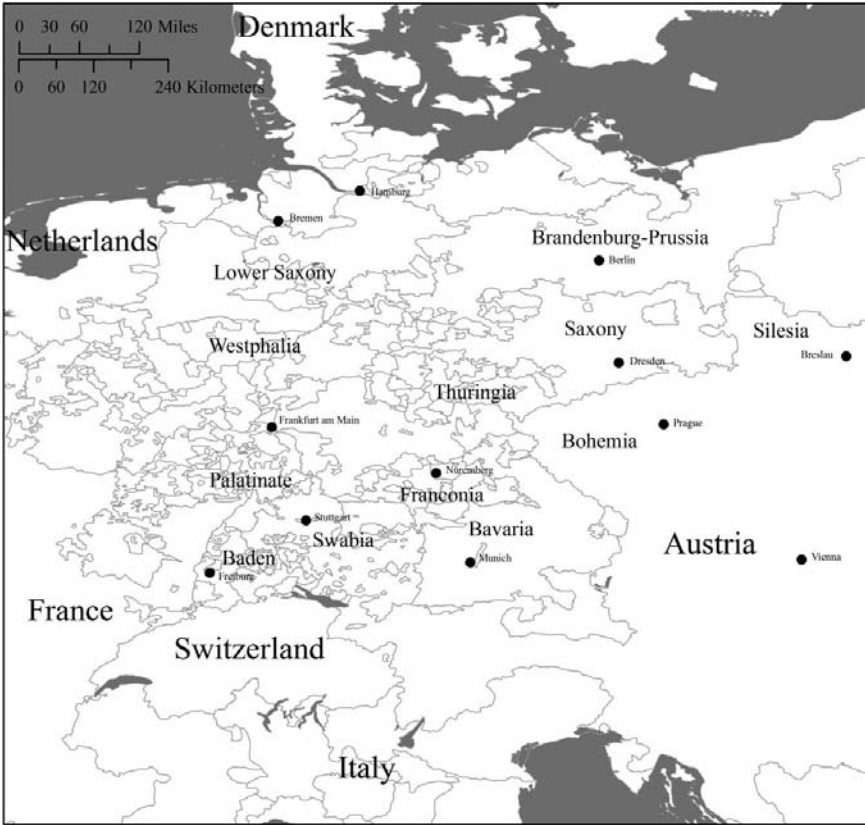 Denmark
0 30 60 120 Miles
0 60 120 240 Kilometers
Hamburg
Bremen
Netherlands
Brandenburg-Prussia
Berlin
Lower Saxony
Saxony
Silesia
Westphalia
Breslau
Dresden
Thuringia
Frankfurt am Main
Prague
Bohemia
Nüremberg
Palatinate
Franconia
Stuttgart
Bavaria
Swabia
Austria
Baden
Munich
Vienna
Freiburg
France
Switzerland
Italy